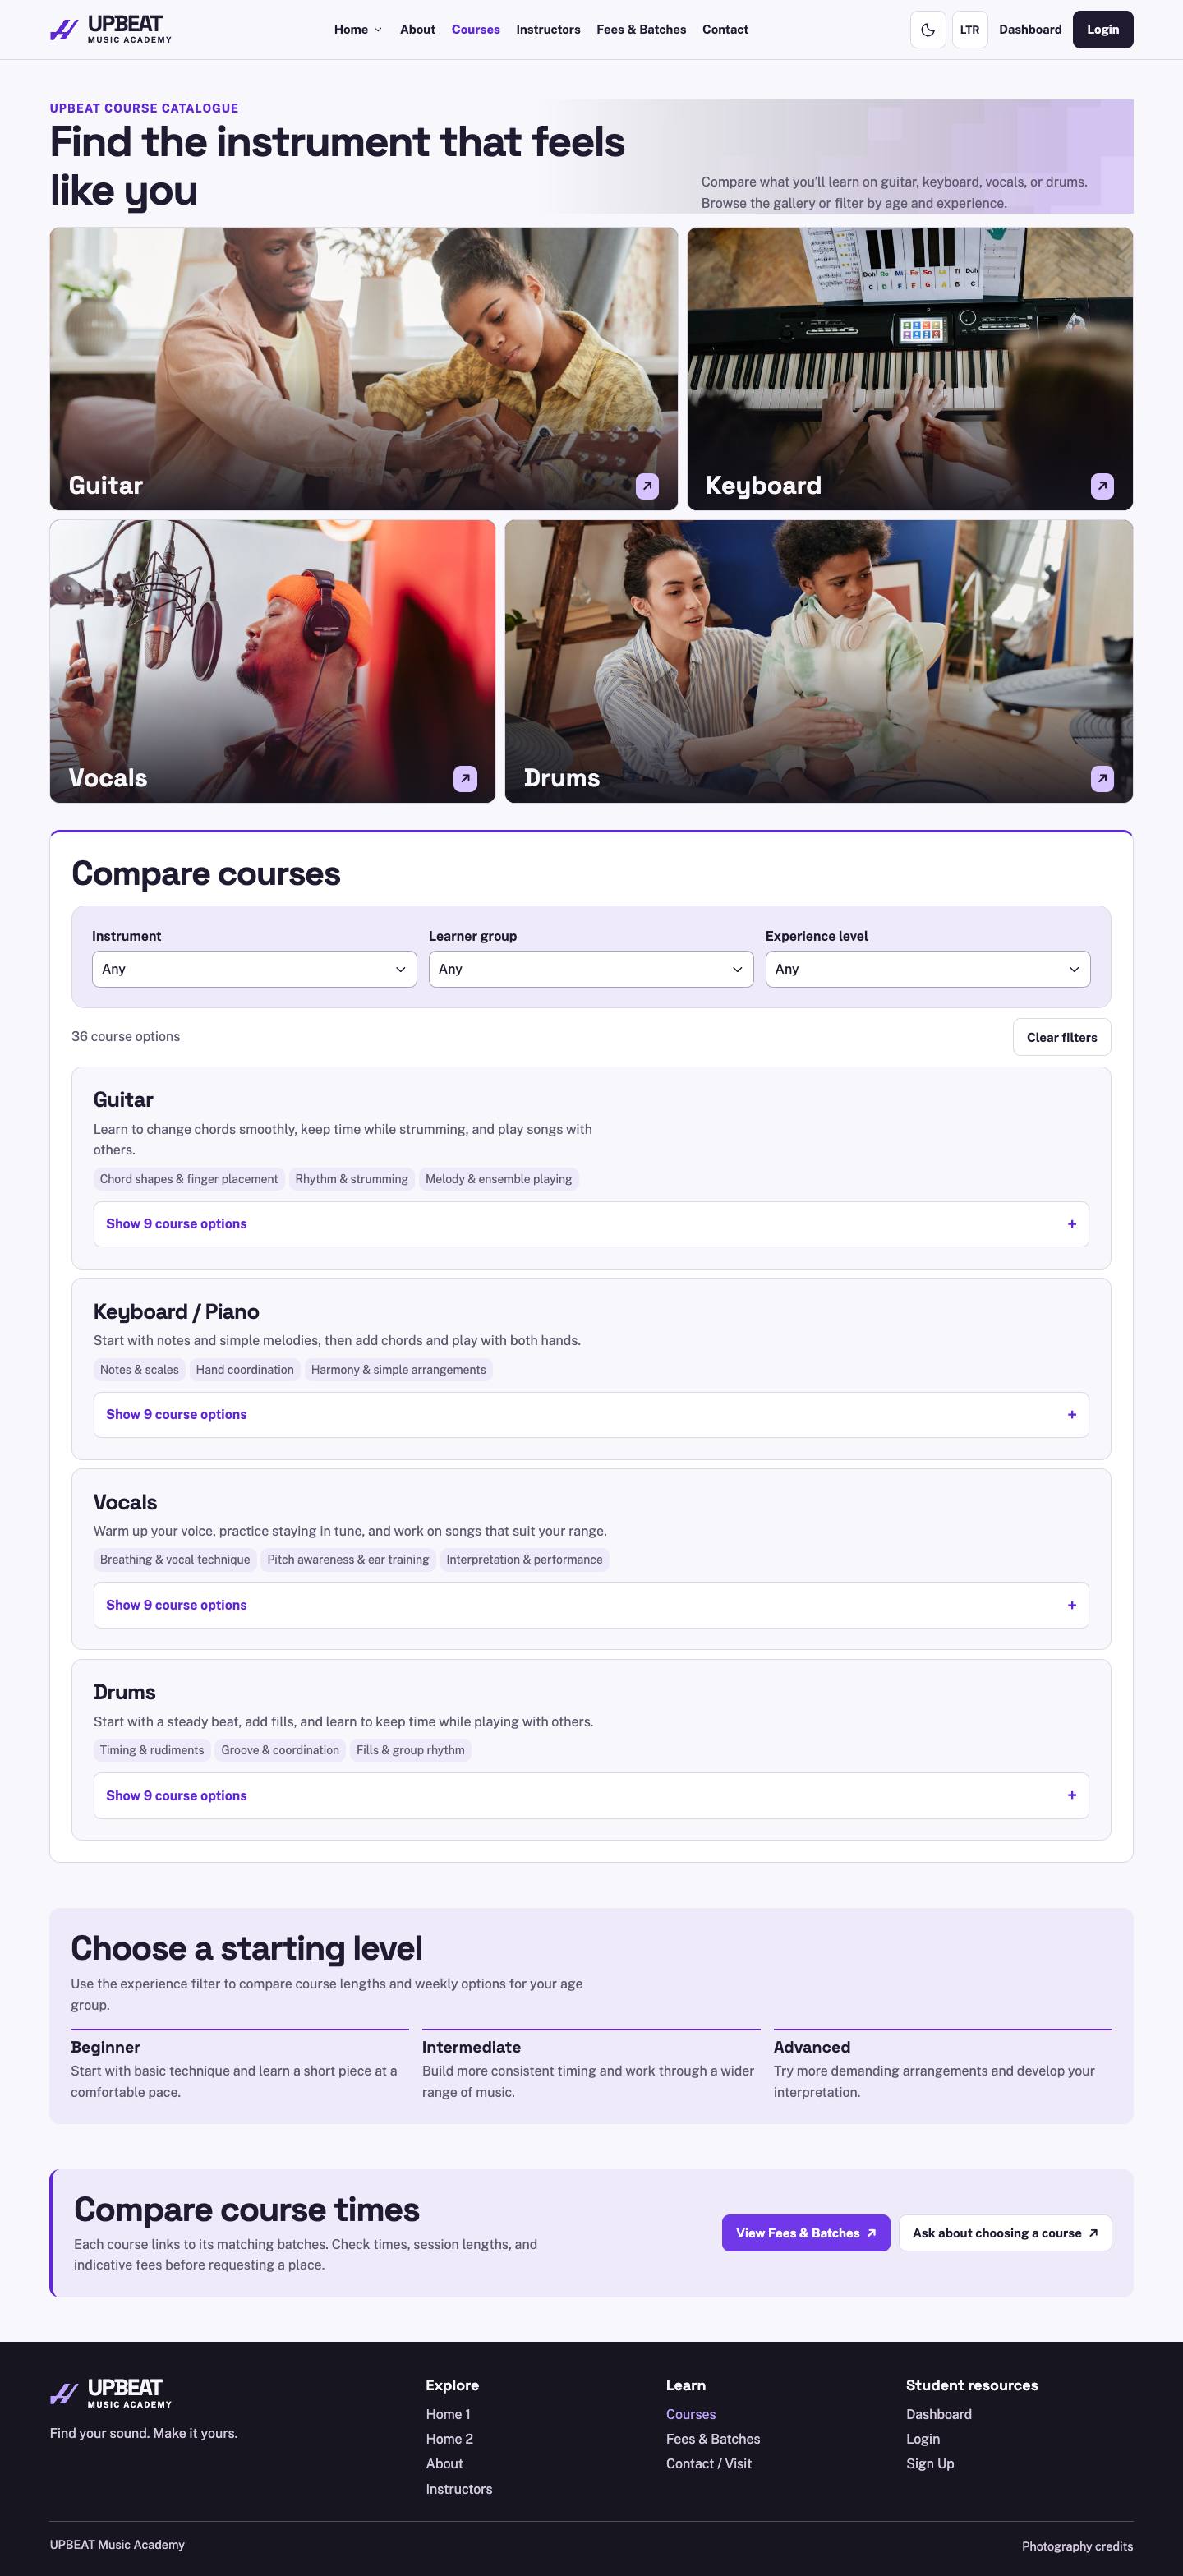 UPBEAT
MUSIC ACADEMY
Home
About
Courses
Instructors
Fees & Batches
Contact
LTR
Dashboard
Login
UPBEAT COURSE CATALOGUE
Find the instrument that feels
like you
Compare what you'll learn on guitar, keyboard, vocals, or drums.
Browse the gallery or filter by age and experience.
Doh Re Mi Fa So La Ti Doh
C D E F G A B C
Guitar
Keyboard
Vocals
Drums
Compare courses
Instrument
Learner group
Experience level
Any
Any
Any
36 course options
Clear filters
Guitar
Learn to change chords smoothly, keep time while strumming, and play songs with
others.
Chord shapes & finger placement
Rhythm & strumming
Melody & ensemble playing
Show 9 course options
+
Keyboard / Piano
Start with notes and simple melodies, then add chords and play with both hands.
Notes & scales
Hand coordination
Harmony & simple arrangements
Show 9 course options
+
Vocals
Warm up your voice, practice staying in tune, and work on songs that suit your range.
Breathing & vocal technique
Pitch awareness & ear training
Interpretation & performance
Show 9 course options
+
Drums
Start with a steady beat, add fills, and learn to keep time while playing with others.
Timing & rudiments
Groove & coordination
Fills & group rhythm
Show 9 course options
+
Choose a starting level
Use the experience filter to compare course lengths and weekly options for your age
group.
Beginner
Start with basic technique and learn a short piece at a
comfortable pace.
Intermediate
Build more consistent timing and work through a wider
range of music.
Advanced
Try more demanding arrangements and develop your
interpretation.
Compare course times
Each course links to its matching batches. Check times, session lengths, and
indicative fees before requesting a place.
View Fees & Batches
Ask about choosing a course
UPBEAT
MUSIC ACADEMY
Find your sound. Make it yours.
Explore
Home 1
Home 2
About
Instructors
Learn
Courses
Fees & Batches
Contact / Visit
Student resources
Dashboard
Login
Sign Up
UPBEAT Music Academy
Photography credits